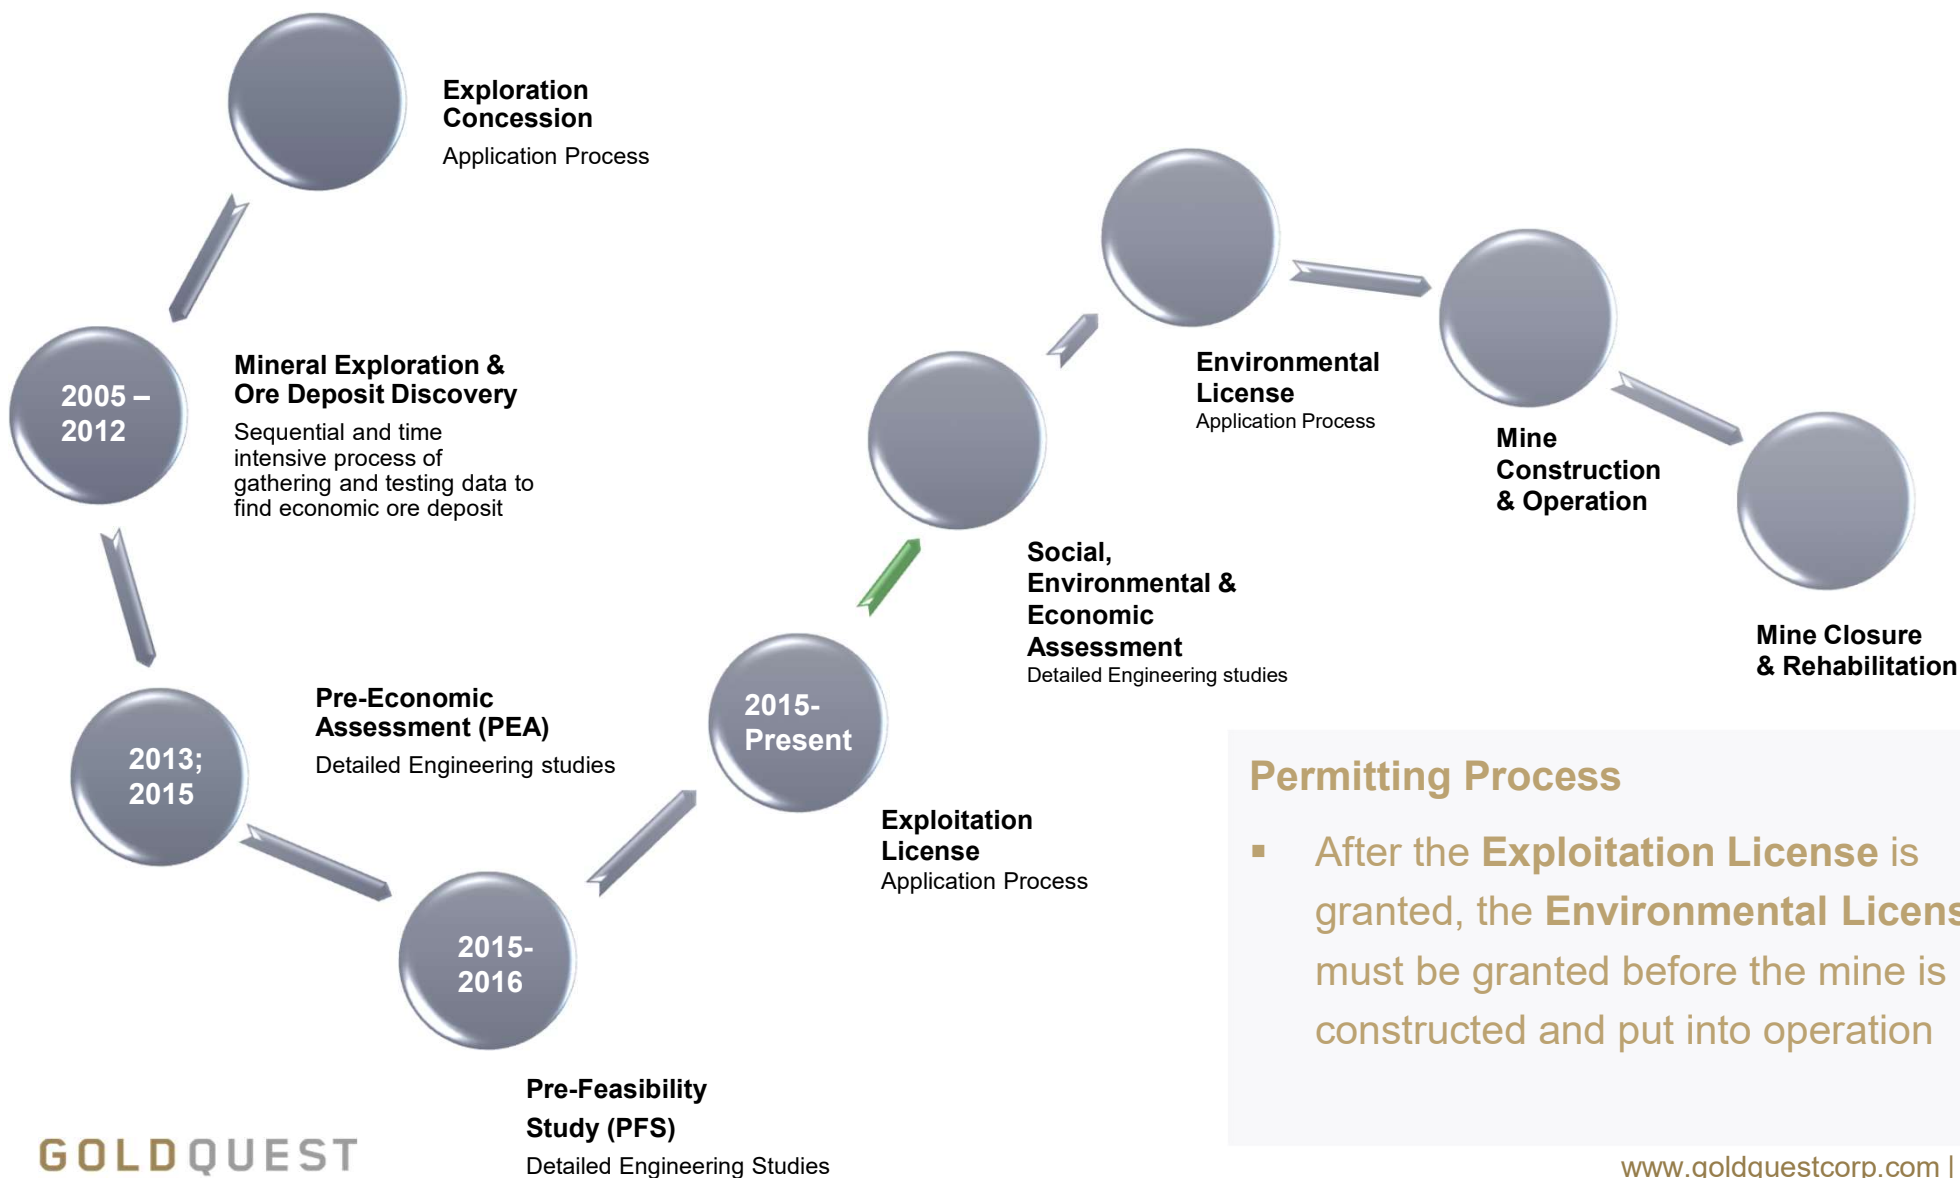 Exploration
Concession
Application Process
2005 –
2012
Mineral Exploration &
Ore Deposit Discovery
Sequential and time
intensive process of
gathering and testing data to
find economic ore deposit
2013;
2015
Pre-Economic
Assessment (PEA)
Detailed Engineering studies
2015-
2016
Pre-Feasibility
Study (PFS)
Detailed Engineering Studies
2015-
Present
Exploitation
License
Application Process
Social,
Environmental &
Economic
Assessment
Detailed Engineering studies
Environmental
License
Application Process
Mine
Construction
& Operation
Mine Closure
& Rehabilitation
Permitting Process
▪ After the Exploitation License is
granted, the Environmental Licens
must be granted before the mine is
constructed and put into operation
GOLDQUEST
www.goldquestcorp.com |